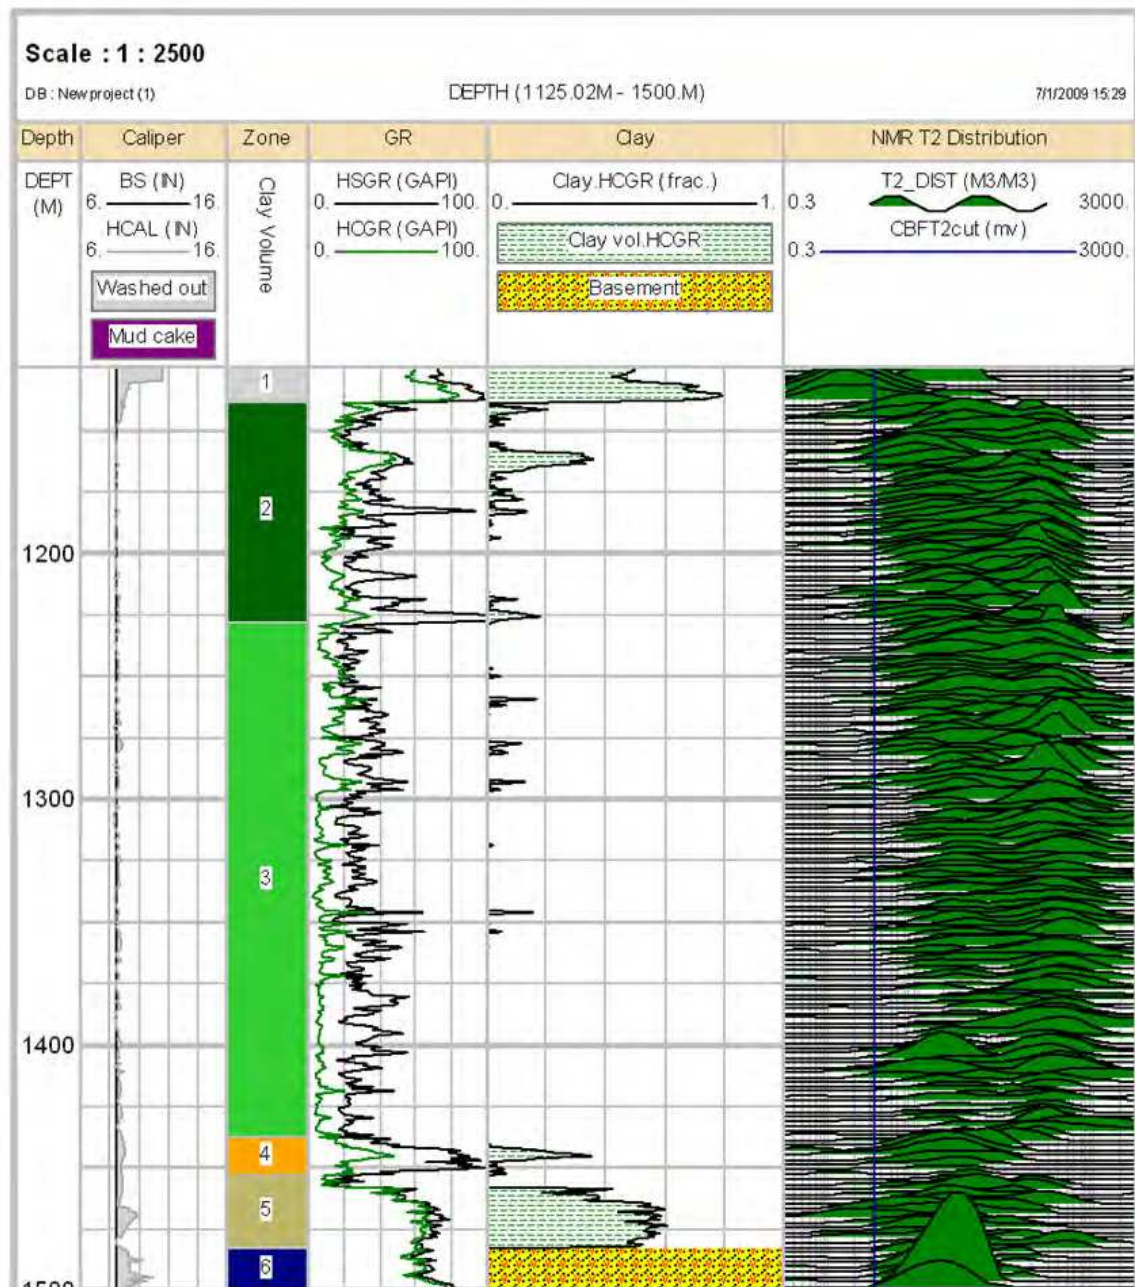 Scale : 1 : 2500
DB : New project (1) DEPTH (1125.02M - 1500.M) 7/1/2009 15:29
Depth Caliper Zone GR Clay NMR T2 Distribution
DEPT (M)
BS (IN)
6. 16.
HCAL (IN)
6. 16.
Washed out
Mud cake
Clay Volume
HSGR (GAPI)
0. 100.
HCGR (GAPI)
0. 100.
Clay.HCGR (frac.)
0. 1.
Clay vol.HCGR
Basement
T2_DIST (M3/M3)
0.3 3000.
CBFT2cut (mv)
0.3 3000.
1
2
1200
1300
3
1400
4
5
6
1500